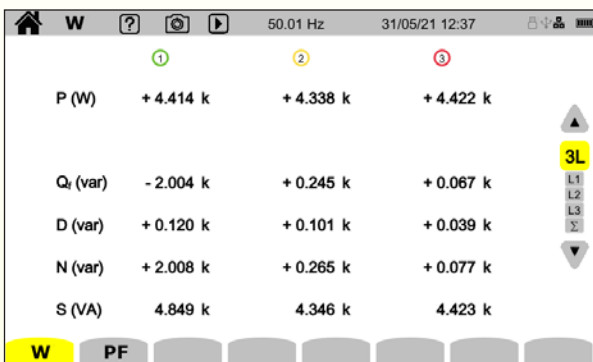 W ? 50.01 Hz 31/05/21 12:37
1 2 3
P (W) + 4.414 k + 4.338 k + 4.422 k
3L
Qf (var) - 2.004 k + 0.245 k + 0.067 k
L1
L2
D (var) + 0.120 k + 0.101 k + 0.039 k
L3
Σ
N (var) + 2.008 k + 0.265 k + 0.077 k
S (VA) 4.849 k 4.346 k 4.423 k
W PF